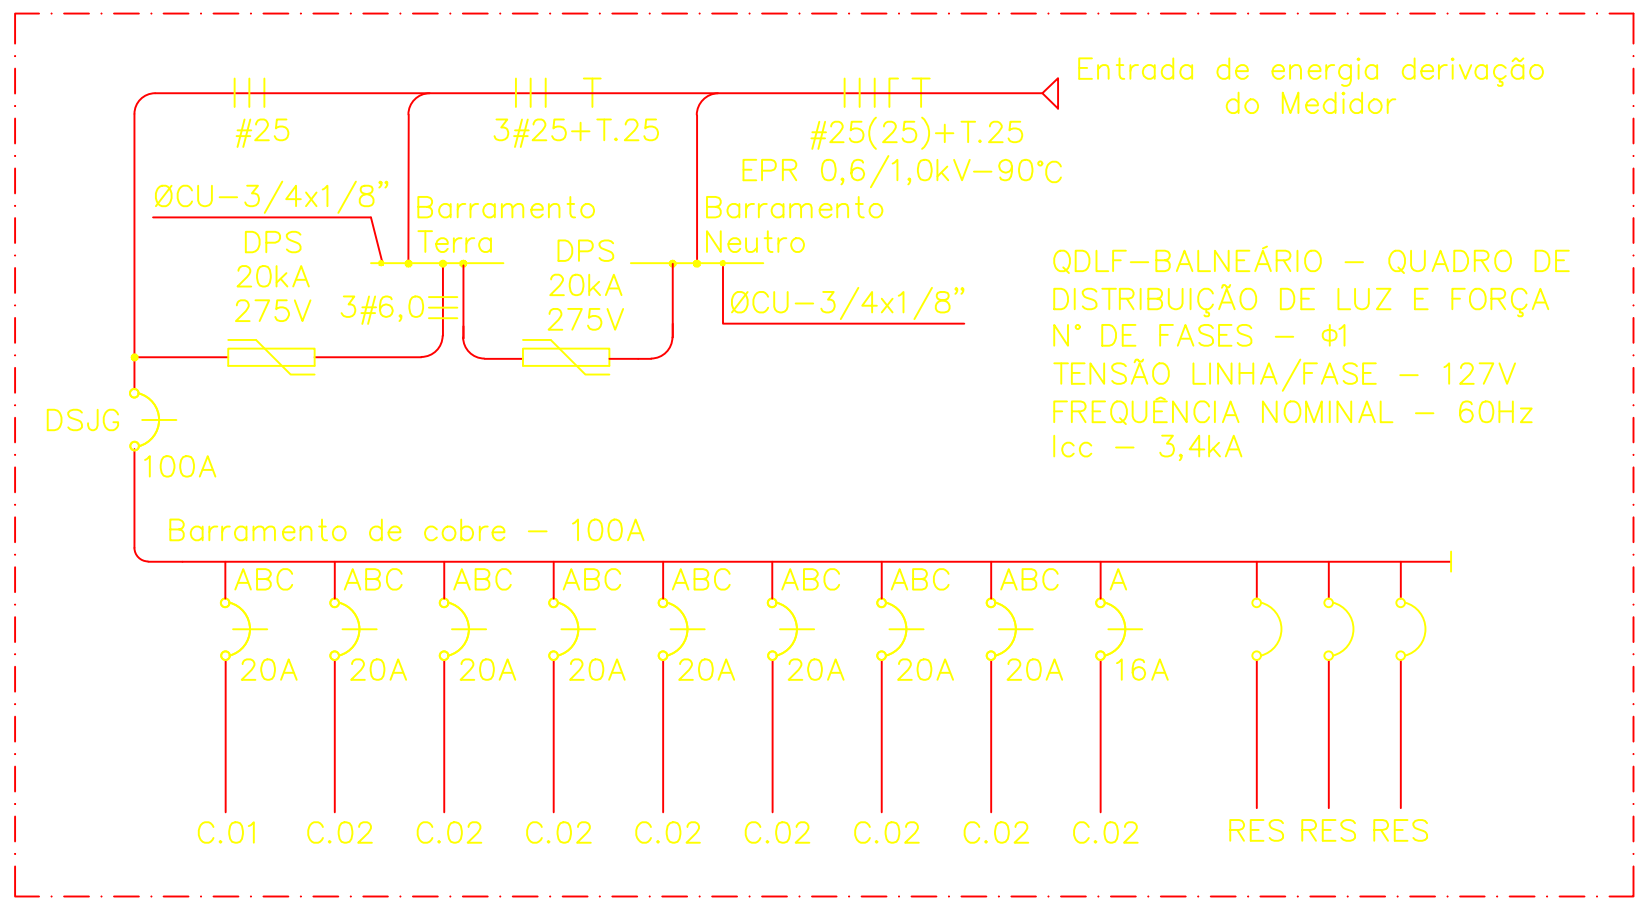 Entrada de energia derivação
do Medidor
#25
3#25+T.25
#25(25)+T.25
EPR 0,6/1,0kV-90°C
ØCU-3/4x1/8"
Barramento
Terra
Barramento
Neutro
DPS
20kA
275V
3#6,0
DPS
20kA
275V
ØCU-3/4x1/8"
QDLF-BALNEÁRIO - QUADRO DE
DISTRIBUIÇÃO DE LUZ E FORÇA
N° DE FASES - ϕ1
TENSÃO LINHA/FASE - 127V
FREQUÊNCIA NOMINAL - 60Hz
Icc - 3,4kA
DSJG
100A
Barramento de cobre - 100A
ABC ABC ABC ABC ABC ABC ABC ABC A
20A 20A 20A 20A 20A 20A 20A 20A 16A
C.01 C.02 C.02 C.02 C.02 C.02 C.02 C.02 C.02 RES RES RES